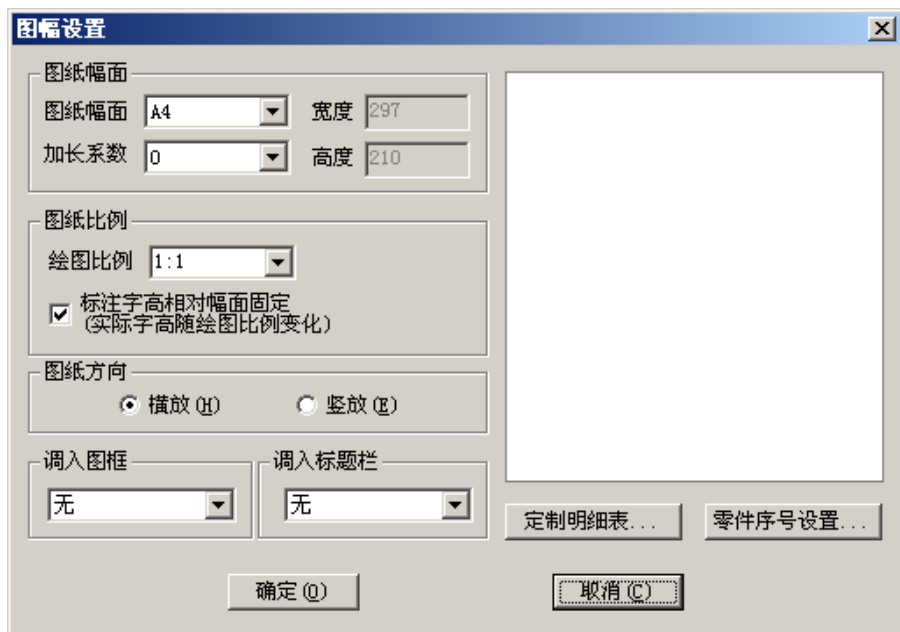 图幅设置
图纸幅面
图纸幅面 A4 宽度 297
加长系数 0 高度 210
图纸比例
绘图比例 1:1
标注字高相对幅面固定
(实际字高随绘图比例变化)
图纸方向
横放(H) 竖放(E)
调入图框 调入标题栏
无 无
定制明细表... 零件序号设置...
确定(O) 取消(C)